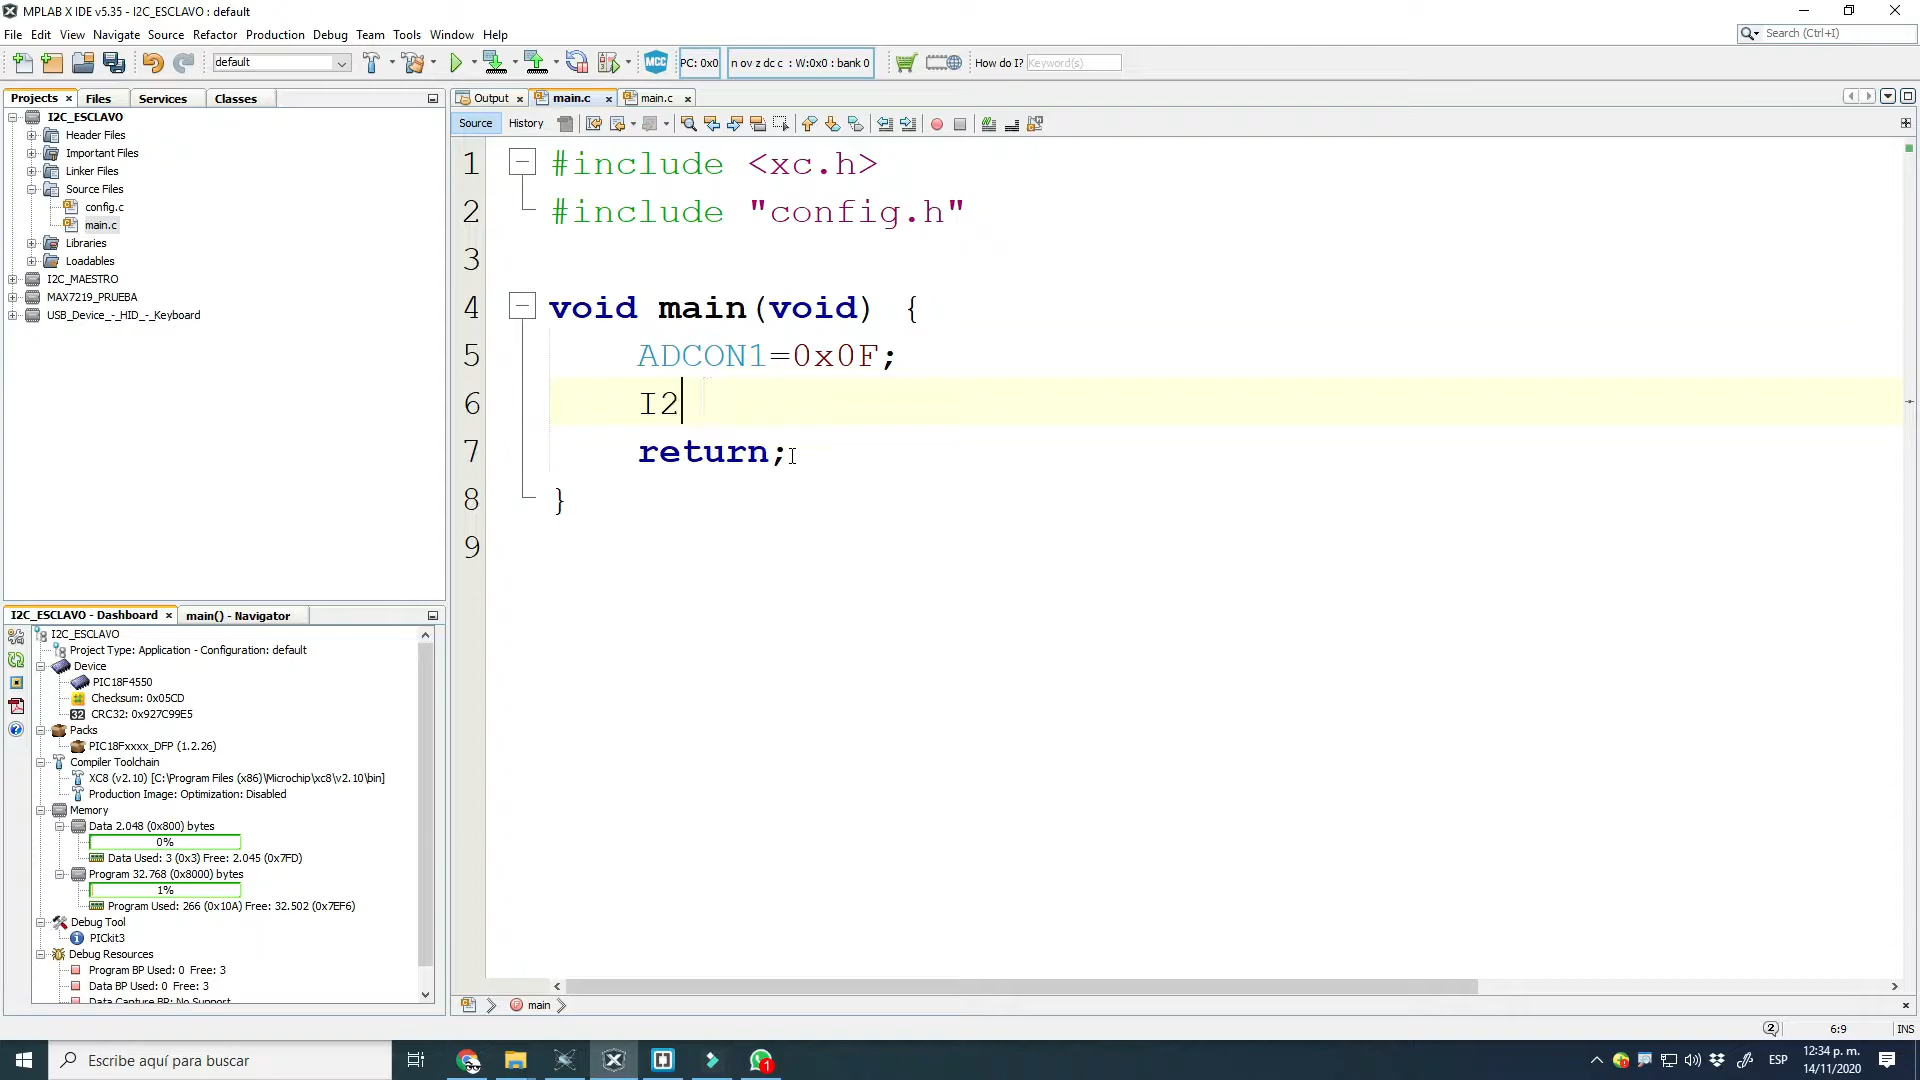 MPLAB X IDE v5.35 - I2C_ESCLAVO : default
File Edit View Navigate Source Refactor Production Debug Team Tools Window Help
Search (Ctrl+I)
default
MCC
PC: 0x0
n ov z dc c : W:0x0 : bank 0
How do I?
Keyword(s)
Projects
Files
Services
Classes
Output
main.c
main.c
I2C_ESCLAVO
Header Files
Important Files
Linker Files
Source Files
config.c
main.c
Libraries
Loadables
I2C_MAESTRO
MAX7219_PRUEBA
USB_Device_-_HID_-_Keyboard
Source
History
1 #include <xc.h>
2 #include "config.h"
3
4 void main(void) {
5 ADCON1=0x0F;
6 I2
7 return;
8 }
9
I2C_ESCLAVO - Dashboard
main() - Navigator
I2C_ESCLAVO
Project Type: Application - Configuration: default
Device
PIC18F4550
Checksum: 0x05CD
32 CRC32: 0x927C99E5
Packs
PIC18Fxxxx_DFP (1.2.26)
Compiler Toolchain
XC8 (v2.10) [C:\Program Files (x86)\Microchip\xc8\v2.10\bin]
Production Image: Optimization: Disabled
Memory
Data 2.048 (0x800) bytes
0%
Data Used: 3 (0x3) Free: 2.045 (0x7FD)
Program 32.768 (0x8000) bytes
1%
Program Used: 266 (0x10A) Free: 32.502 (0x7EF6)
Debug Tool
PICkit3
Debug Resources
Program BP Used: 0 Free: 3
Data BP Used: 0 Free: 3
Data Capture BP: No Support
main
2
6:9
INS
Escribe aquí para buscar
1
ESP
12:34 p. m.
14/11/2020